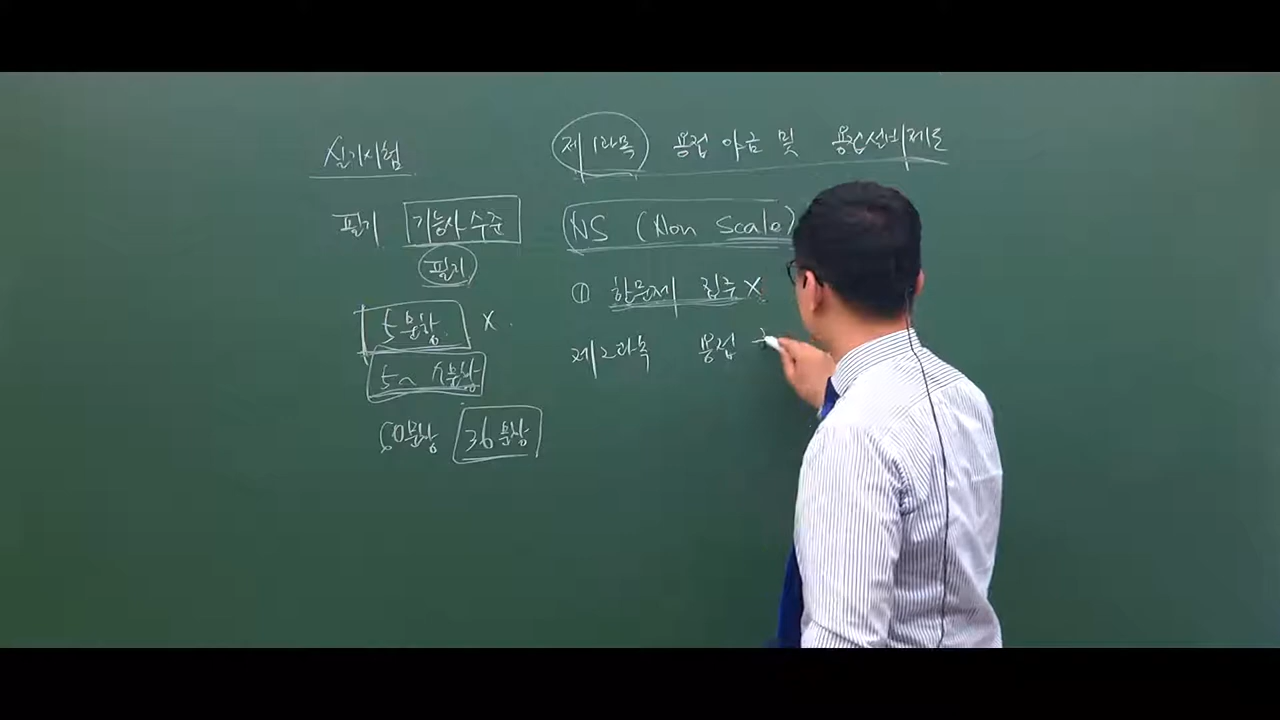 실기시험
필기 기능사 수준
필기
5문항 X
5~ 문항
60문항 36문항
제1과목 용접 야금 및 용접설비제도
NS (Non Scale)
① 한문제 집중 X
제2과목 용접